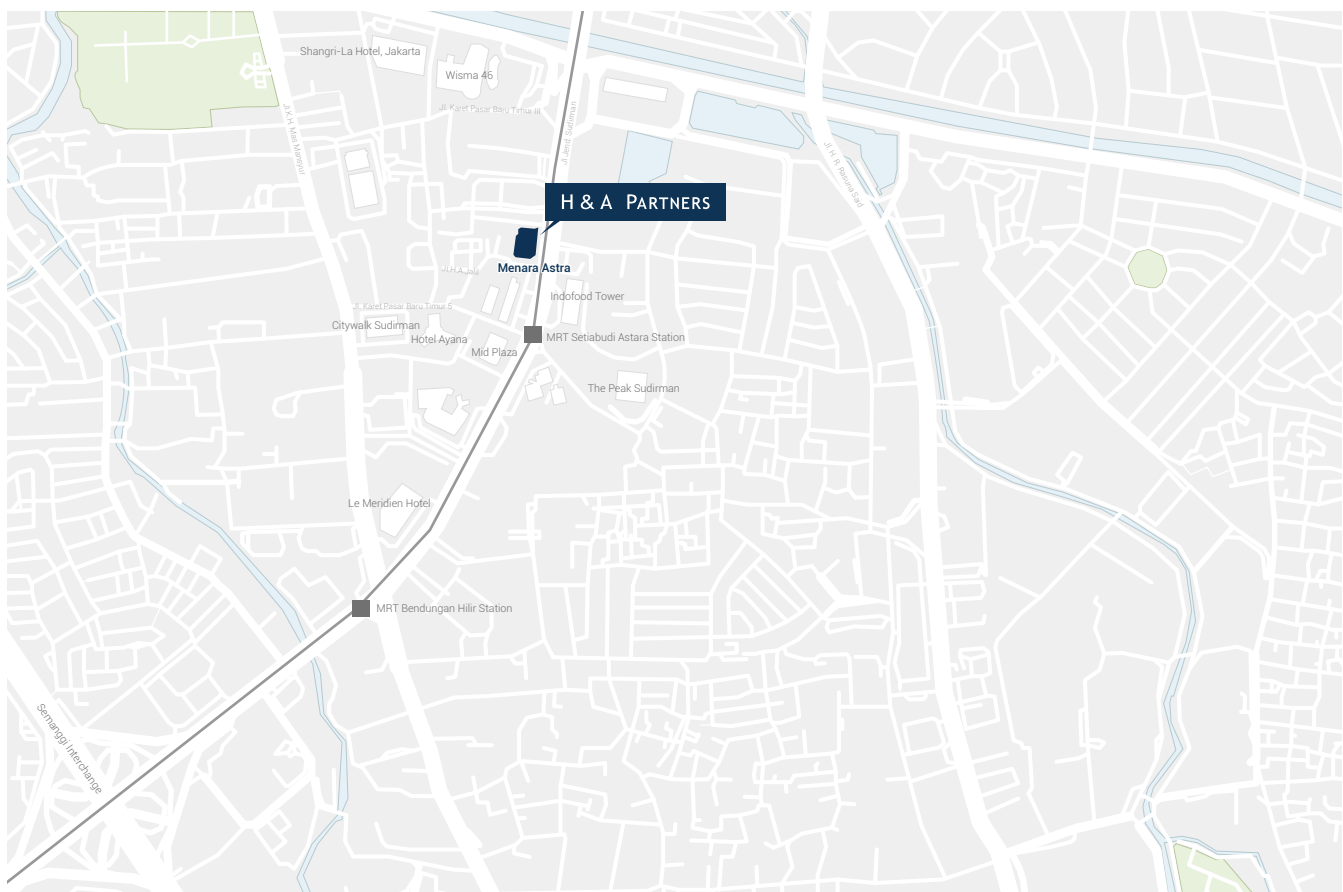 Shangri-La Hotel, Jakarta
Wisma 46
Jl. Karet Pasar Baru Timur III
Jl.K.H. Mas Mansyur
Jl Jend. Sudirman
Jl. H. R. Rasuna Said
H & A PARTNERS
Menara Astra
Jl.H.A
Indofood Tower
Jl. Karet Pasar Baru Timur 5
Citywalk Sudirman
Hotel Ayana
Mid Plaza
MRT Setiabudi Astara Station
The Peak Sudirman
Le Meridien Hotel
MRT Bendungan Hilir Station
Semanggi Interchange